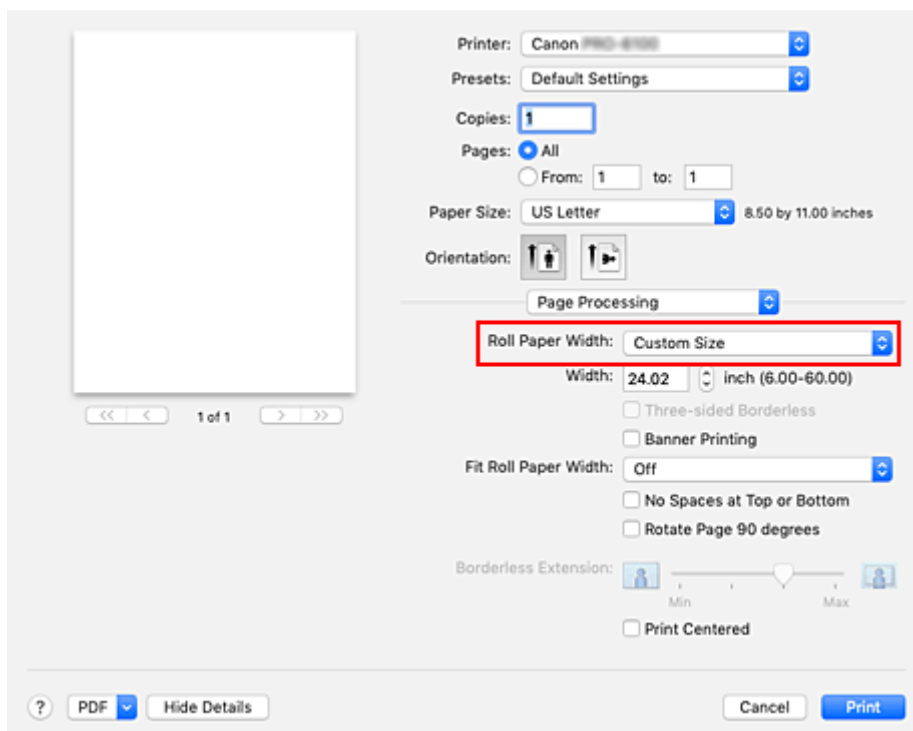 Printer: Canon
Presets: Default Settings
Copies: 1
Pages: All
From: 1 to: 1
Paper Size: US Letter 8.50 by 11.00 inches
Orientation:
Page Processing
Roll Paper Width: Custom Size
Width: 24.02 inch (6.00-60.00)
<< < 1 of 1 > >>
Three-sided Borderless
Banner Printing
Fit Roll Paper Width: Off
No Spaces at Top or Bottom
Rotate Page 90 degrees
Borderless Extension:
Min Max
Print Centered
? PDF Hide Details Cancel Print